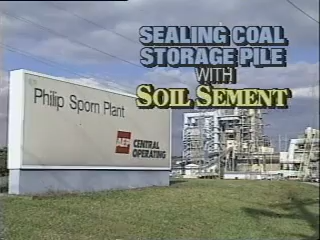 SEALING COAL
STORAGE PILE
WITH
SOIL SEMENT
Philip Sporn Plant
AEP CENTRAL
OPERATING